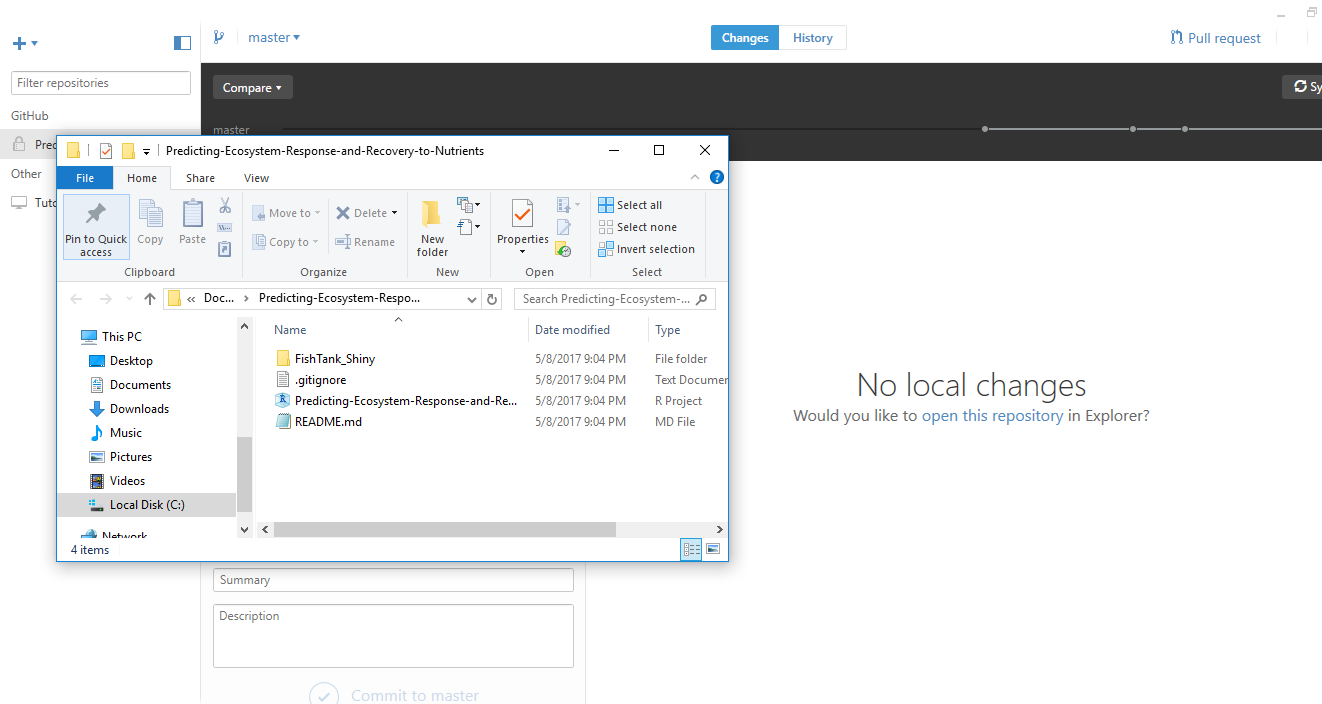 master
Changes
History
Pull request
Filter repositories
Compare
GitHub
master
Other
Predicting-Ecosystem-Response-and-Recovery-to-Nutrients
File
Home
Share
View
Pin to Quick access
Copy
Paste
Move to
Copy to
Delete
Rename
New folder
Properties
Select all
Select none
Invert selection
Clipboard
Organize
New
Open
Select
« Doc... > Predicting-Ecosystem-Respo...
Search Predicting-Ecosystem-...
This PC
Desktop
Documents
Downloads
Music
Pictures
Videos
Local Disk (C:)
Network
Name Date modified Type
FishTank_Shiny 5/8/2017 9:04 PM File folder
.gitignore 5/8/2017 9:04 PM Text Documen
Predicting-Ecosystem-Response-and-Re... 5/8/2017 9:04 PM R Project
README.md 5/8/2017 9:04 PM MD File
4 items
No local changes
Would you like to open this repository in Explorer?
Summary
Description
Commit to master